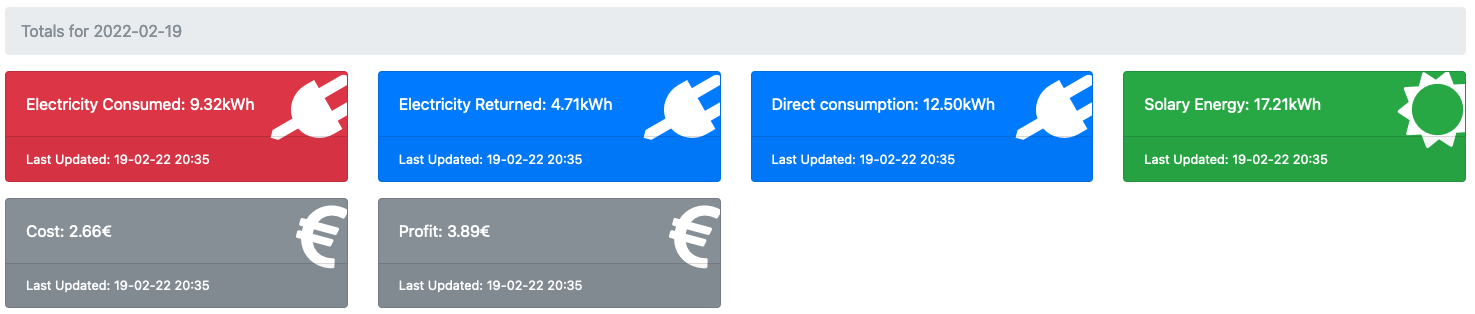 Totals for 2022-02-19
Electricity Consumed: 9.32kWh
Last Updated: 19-02-22 20:35
Electricity Returned: 4.71kWh
Last Updated: 19-02-22 20:35
Direct consumption: 12.50kWh
Last Updated: 19-02-22 20:35
Solary Energy: 17.21kWh
Last Updated: 19-02-22 20:35
Cost: 2.66€
Last Updated: 19-02-22 20:35
Profit: 3.89€
Last Updated: 19-02-22 20:35